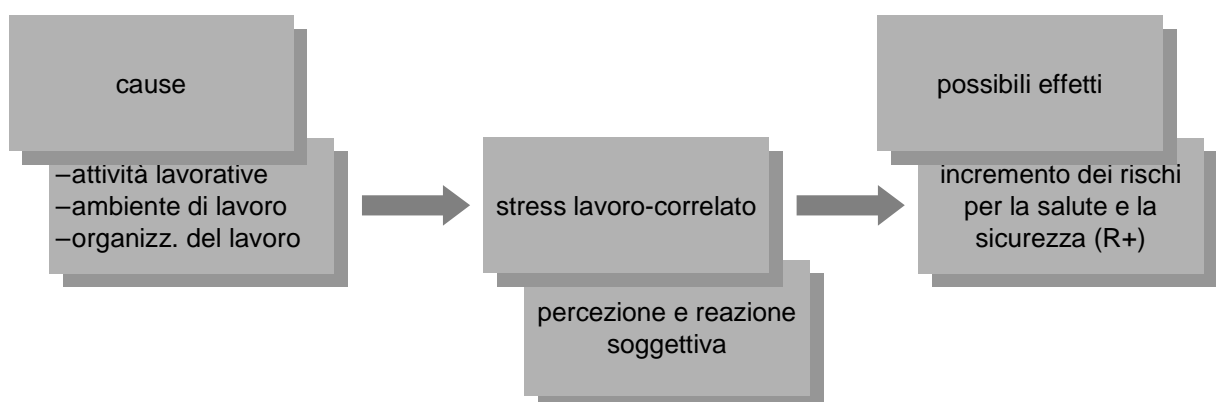 cause
–attività lavorative
–ambiente di lavoro
–organizz. del lavoro
stress lavoro-correlato
percezione e reazione
soggettiva
possibili effetti
incremento dei rischi
per la salute e la
sicurezza (R+)